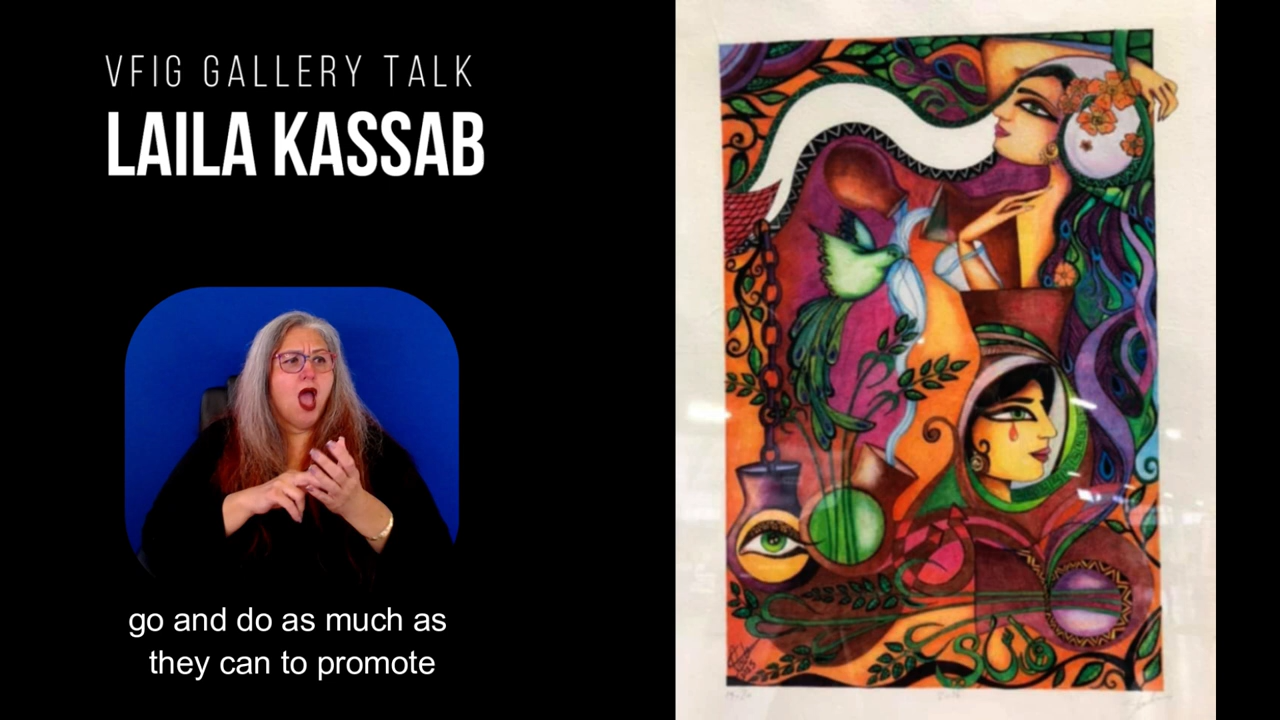 VFIG GALLERY TALK
LAILA KASSAB
go and do as much as
they can to promote